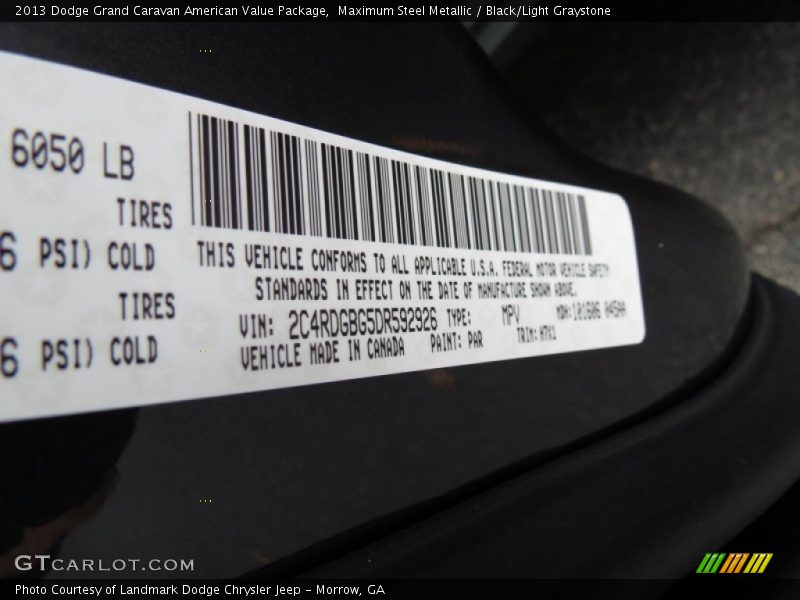 2013 Dodge Grand Caravan American Value Package,  Maximum Steel Metallic / Black/Light Graystone
6050 LB
TIRES
6 PSI) COLD
TIRES
6 PSI) COLD
THIS VEHICLE CONFORMS TO ALL APPLICABLE U.S.A. FEDERAL MOTOR VEHICLE SAFETY
STANDARDS IN EFFECT ON THE DATE OF MANUFACTURE SHOWN ABOVE.
VIN: 2C4RDGBG5DR592926 TYPE: MPV MDH:
VEHICLE MADE IN CANADA PAINT: PAR TRIM:
GTCARLOT.COM
Photo Courtesy of Landmark Dodge Chrysler Jeep - Morrow, GA